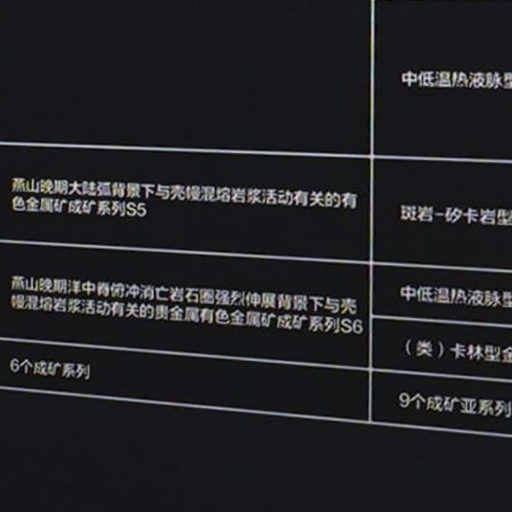 中低温热液脉型
燕山晚期大陆弧背景下与壳幔混熔岩浆活动有关的有
色金属矿成矿系列S5
斑岩-矽卡岩型
燕山晚期洋中脊俯冲消亡岩石圈强烈伸展背景下与壳
幔混熔岩浆活动有关的贵金属有色金属矿成矿系列S6
中低温热液脉型
（类）卡林型金
6个成矿系列
9个成矿亚系列